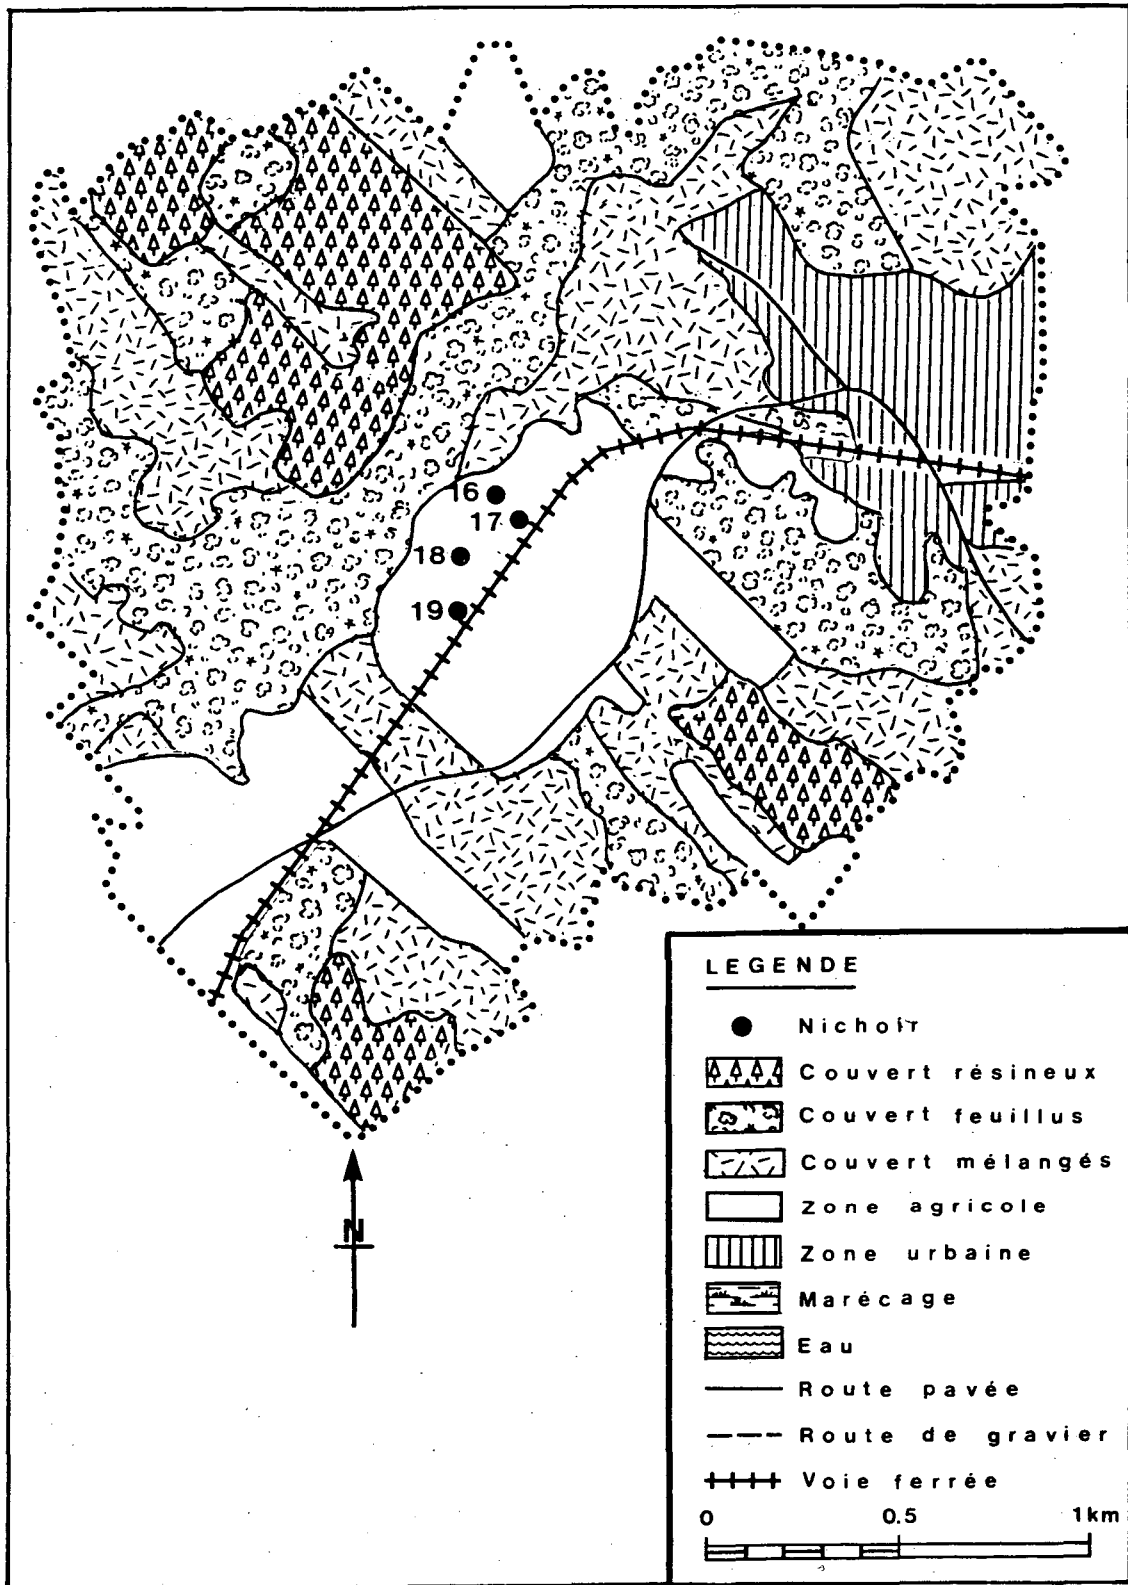 16
17
18
19
N
LEGENDE
Nichoir
Couvert résineux
Couvert feuillus
Couvert mélangés
Zone agricole
Zone urbaine
Marécage
Eau
Route pavée
Route de gravier
Voie ferrée
0 0.5 1km